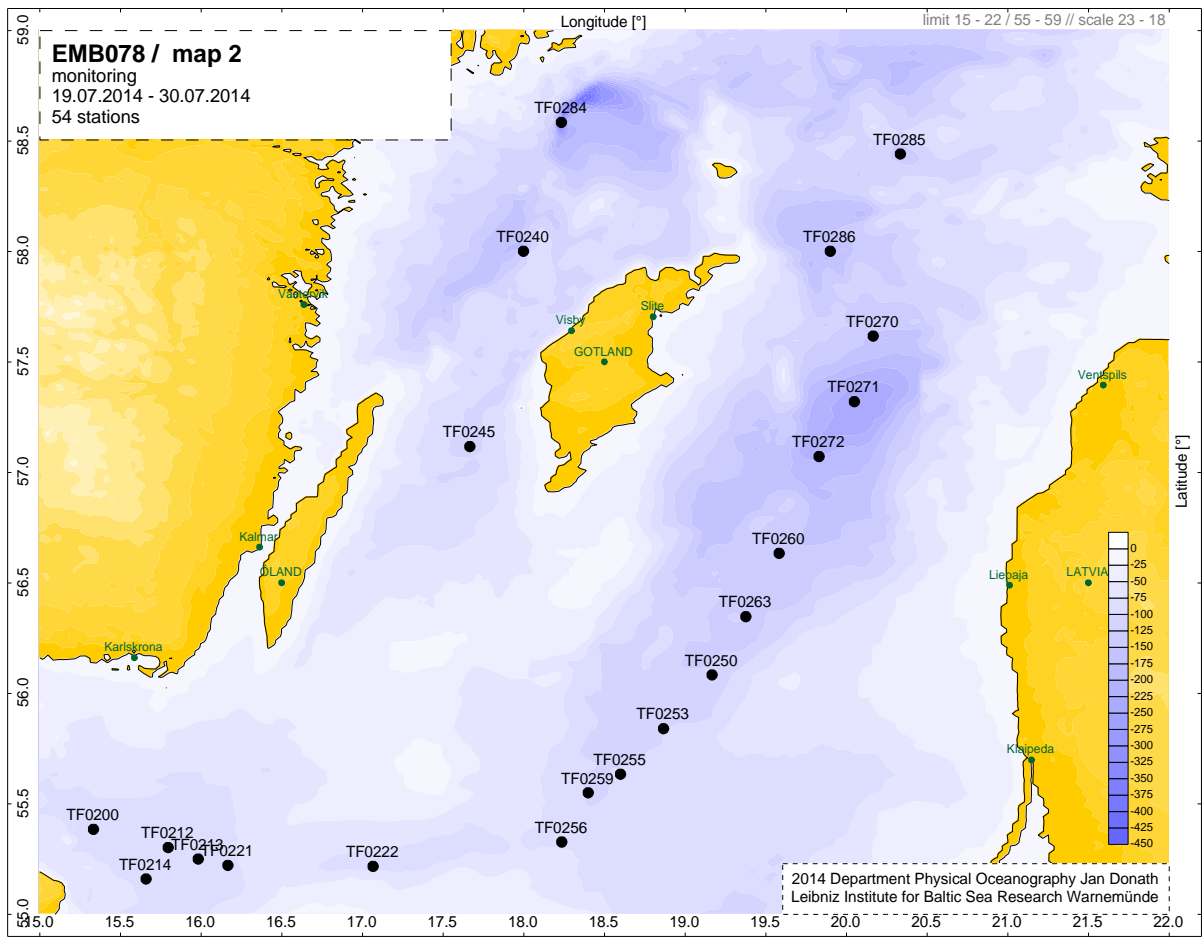 Longitude [°]
limit 15 - 22 / 55 - 59 // scale 23 - 18
EMB078 / map 2
monitoring
19.07.2014 - 30.07.2014
54 stations
59.0
58.5
58.0
57.5
57.0
56.5
56.0
55.5
55.0
TF0284
TF0285
TF0240
TF0286
Västervik
Slite
Visby
TF0270
GOTLAND
Ventspils
TF0271
TF0245
TF0272
Latitude [°]
Kalmar
TF0260
ÖLAND
Liepaja
LATVIA
TF0263
Karlskrona
TF0250
TF0253
Klaipeda
TF0255
TF0259
TF0200
TF0212
TF0213
TF0221
TF0214
TF0222
TF0256
0
-25
-50
-75
-100
-125
-150
-175
-200
-225
-250
-275
-300
-325
-350
-375
-400
-425
-450
2014 Department Physical Oceanography Jan Donath
Leibniz Institute for Baltic Sea Research Warnemünde
15.0 15.5 16.0 16.5 17.0 17.5 18.0 18.5 19.0 19.5 20.0 20.5 21.0 21.5 22.0